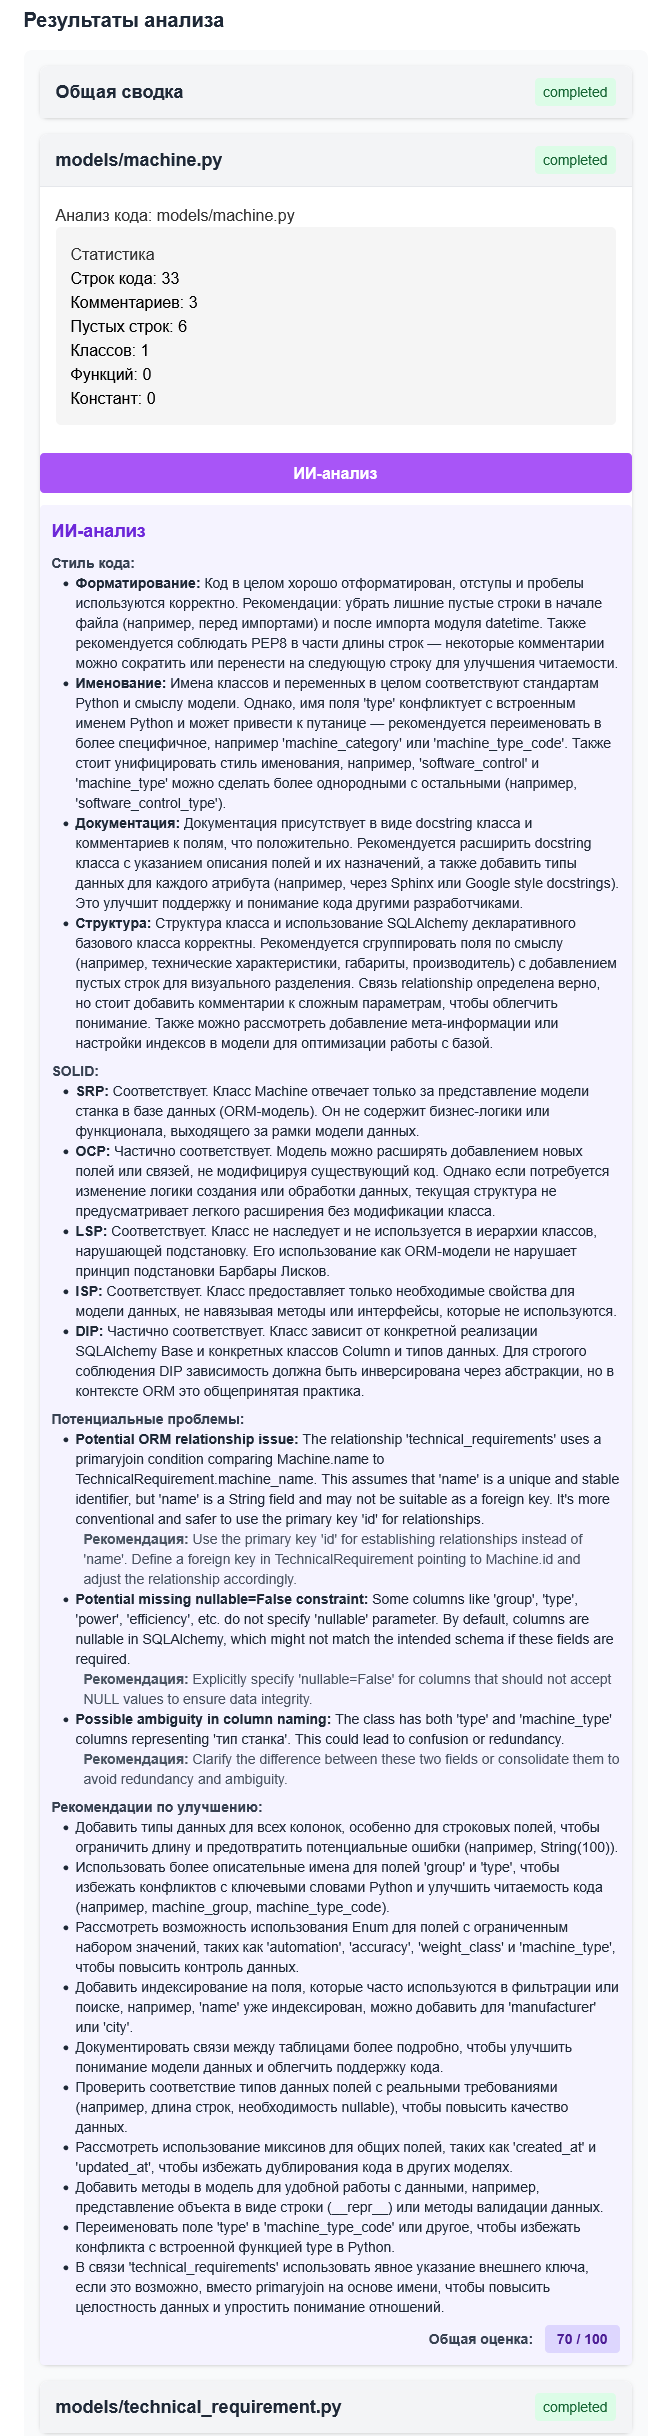 Результаты анализа
Общая сводка
completed
models/machine.py
completed
Анализ кода: models/machine.py
Статистика
Строк кода: 33
Комментариев: 3
Пустых строк: 6
Классов: 1
Функций: 0
Констант: 0
ИИ-анализ
ИИ-анализ
Стиль кода:
• Форматирование: Код в целом хорошо отформатирован, отступы и пробелы
используются корректно. Рекомендации: убрать лишние пустые строки в начале
файла (например, перед импортами) и после импорта модуля datetime. Также
рекомендуется соблюдать PEP8 в части длины строк — некоторые комментарии
можно сократить или перенести на следующую строку для улучшения читаемости.
• Именование: Имена классов и переменных в целом соответствуют стандартам
Python и смыслу модели. Однако, имя поля 'type' конфликтует с встроенным
именем Python и может привести к путанице — рекомендуется переименовать в
более специфичное, например 'machine_category' или 'machine_type_code'. Также
стоит унифицировать стиль именования, например, 'software_control' и
'machine_type' можно сделать более однородными с остальными (например,
'software_control_type').
• Документация: Документация присутствует в виде docstring класса и
комментариев к полям, что положительно. Рекомендуется расширить docstring
класса с указанием описания полей и их назначений, а также добавить типы
данных для каждого атрибута (например, через Sphinx или Google style docstrings).
Это улучшит поддержку и понимание кода другими разработчиками.
• Структура: Структура класса и использование SQLAlchemy декларативного
базового класса корректны. Рекомендуется сгруппировать поля по смыслу
(например, технические характеристики, габариты, производитель) с добавлением
пустых строк для визуального разделения. Связь relationship определена верно,
но стоит добавить комментарии к сложным параметрам, чтобы облегчить
понимание. Также можно рассмотреть добавление мета-информации или
настройки индексов в модели для оптимизации работы с базой.
SOLID:
• SRP: Соответствует. Класс Machine отвечает только за представление модели
станка в базе данных (ORM-модель). Он не содержит бизнес-логики или
функционала, выходящего за рамки модели данных.
• OCP: Частично соответствует. Модель можно расширять добавлением новых
полей или связей, не модифицируя существующий код. Однако если потребуется
изменение логики создания или обработки данных, текущая структура не
предусматривает легкого расширения без модификации класса.
• LSP: Соответствует. Класс не наследует и не используется в иерархии классов,
нарушающей подстановку. Его использование как ORM-модели не нарушает
принцип подстановки Барбары Лисков.
• ISP: Соответствует. Класс предоставляет только необходимые свойства для
модели данных, не навязывая методы или интерфейсы, которые не используются.
• DIP: Частично соответствует. Класс зависит от конкретной реализации
SQLAlchemy Base и конкретных классов Column и типов данных. Для строгого
соблюдения DIP зависимость должна быть инверсирована через абстракции, но в
контексте ORM это общепринятая практика.
Потенциальные проблемы:
• Potential ORM relationship issue: The relationship 'technical_requirements' uses a
primaryjoin condition comparing Machine.name to
TechnicalRequirement.machine_name. This assumes that 'name' is a unique and stable
identifier, but 'name' is a String field and may not be suitable as a foreign key. It's more
conventional and safer to use the primary key 'id' for relationships.
Рекомендация: Use the primary key 'id' for establishing relationships instead of
'name'. Define a foreign key in TechnicalRequirement pointing to Machine.id and
adjust the relationship accordingly.
• Potential missing nullable=False constraint: Some columns like 'group', 'type',
'power', 'efficiency', etc. do not specify 'nullable' parameter. By default, columns are
nullable in SQLAlchemy, which might not match the intended schema if these fields are
required.
Рекомендация: Explicitly specify 'nullable=False' for columns that should not accept
NULL values to ensure data integrity.
• Possible ambiguity in column naming: The class has both 'type' and 'machine_type'
columns representing 'тип станка'. This could lead to confusion or redundancy.
Рекомендация: Clarify the difference between these two fields or consolidate them to
avoid redundancy and ambiguity.
Рекомендации по улучшению:
• Добавить типы данных для всех колонок, особенно для строковых полей, чтобы
ограничить длину и предотвратить потенциальные ошибки (например, String(100)).
• Использовать более описательные имена для полей 'group' и 'type', чтобы
избежать конфликтов с ключевыми словами Python и улучшить читаемость кода
(например, machine_group, machine_type_code).
• Рассмотреть возможность использования Enum для полей с ограниченным
набором значений, таких как 'automation', 'accuracy', 'weight_class' и 'machine_type',
чтобы повысить контроль данных.
• Добавить индексирование на поля, которые часто используются в фильтрации или
поиске, например, 'name' уже индексирован, можно добавить для 'manufacturer'
или 'city'.
• Документировать связи между таблицами более подробно, чтобы улучшить
понимание модели данных и облегчить поддержку кода.
• Проверить соответствие типов данных полей с реальными требованиями
(например, длина строк, необходимость nullable), чтобы повысить качество
данных.
• Рассмотреть использование миксинов для общих полей, таких как 'created_at' и
'updated_at', чтобы избежать дублирования кода в других моделях.
• Добавить методы в модель для удобной работы с данными, например,
представление объекта в виде строки (__repr__) или методы валидации данных.
• Переименовать поле 'type' в 'machine_type_code' или другое, чтобы избежать
конфликта с встроенной функцией type в Python.
• В связи 'technical_requirements' использовать явное указание внешнего ключа,
если это возможно, вместо primaryjoin на основе имени, чтобы повысить
целостность данных и упростить понимание отношений.
Общая оценка: 70 / 100
models/technical_requirement.py
completed